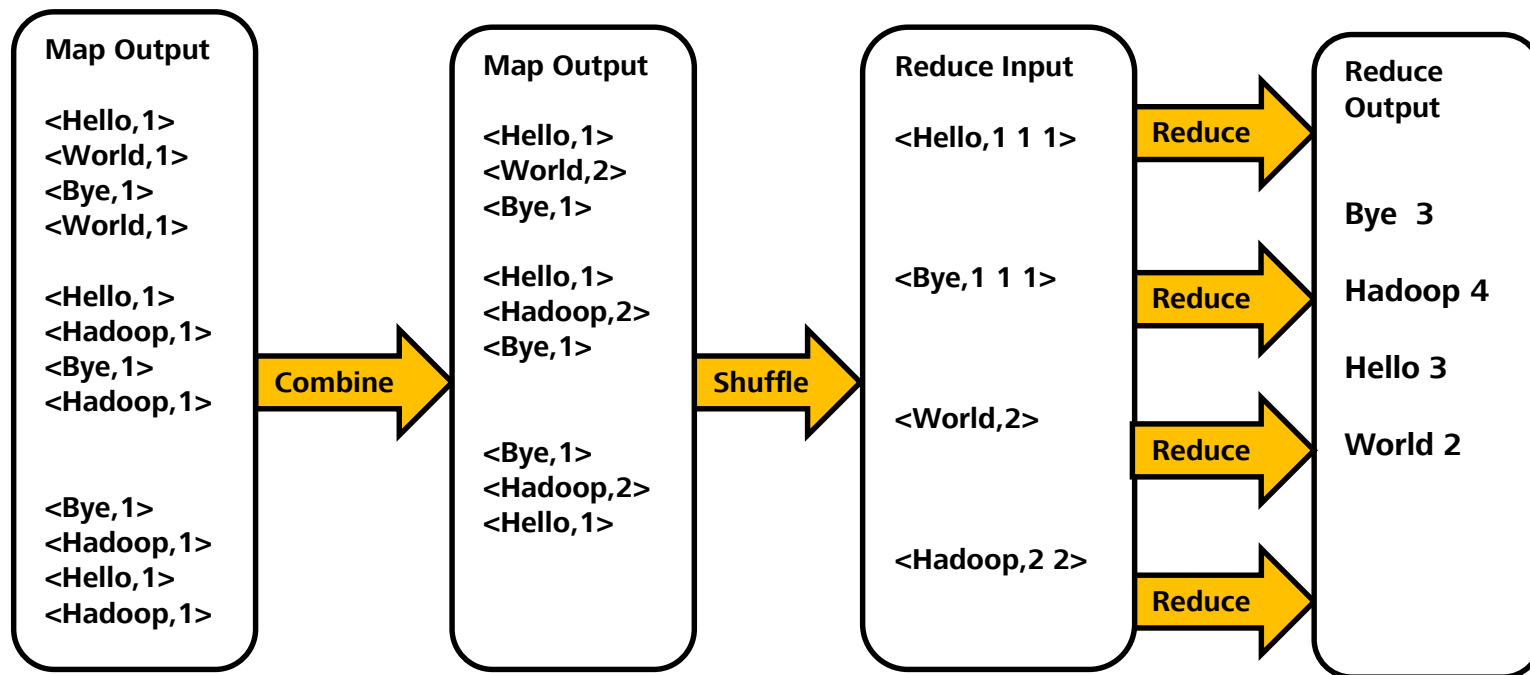 Map Output
<Hello,1>
<World,1>
<Bye,1>
<World,1>
<Hello,1>
<Hadoop,1>
<Bye,1>
<Hadoop,1>
<Bye,1>
<Hadoop,1>
<Hello,1>
<Hadoop,1>
Combine
Map Output
<Hello,1>
<World,2>
<Bye,1>
<Hello,1>
<Hadoop,2>
<Bye,1>
<Bye,1>
<Hadoop,2>
<Hello,1>
Shuffle
Reduce Input
<Hello,1 1 1>
<Bye,1 1 1>
<World,2>
<Hadoop,2 2>
Reduce
Reduce
Reduce
Reduce
Reduce
Output
Bye 3
Hadoop 4
Hello 3
World 2